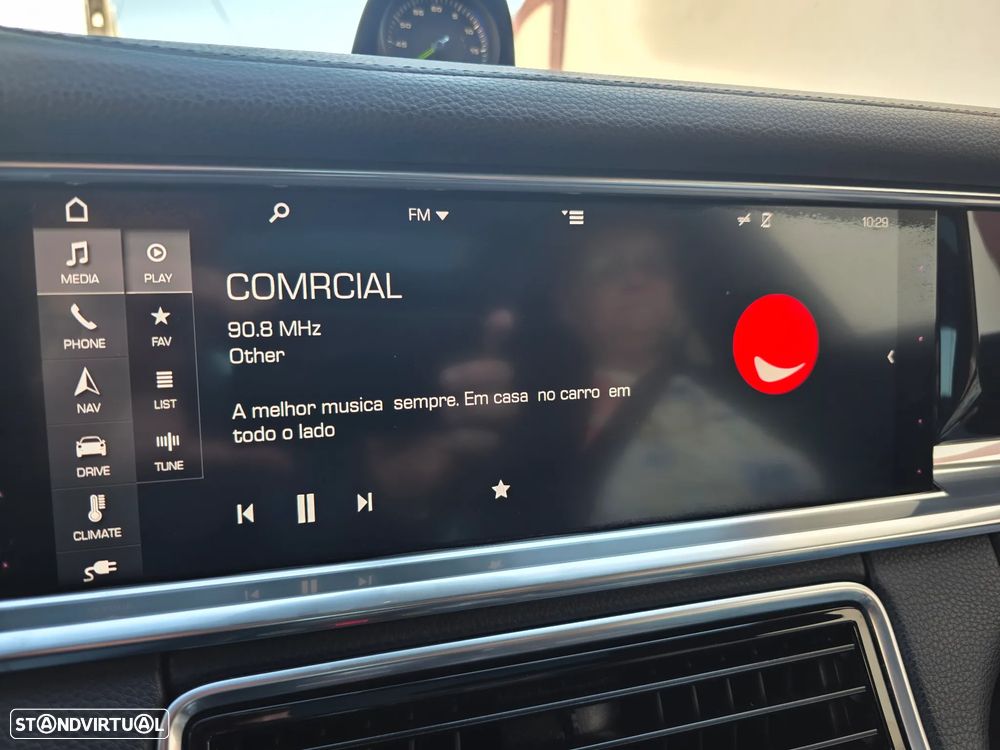 FM
10:29
MEDIA
PLAY
PHONE
FAV
NAV
LIST
DRIVE
TUNE
CLIMATE
COMRCIAL
90.8 MHz
Other
A melhor musica sempre. Em casa no carro em
todo o lado
STANDVIRTUAL